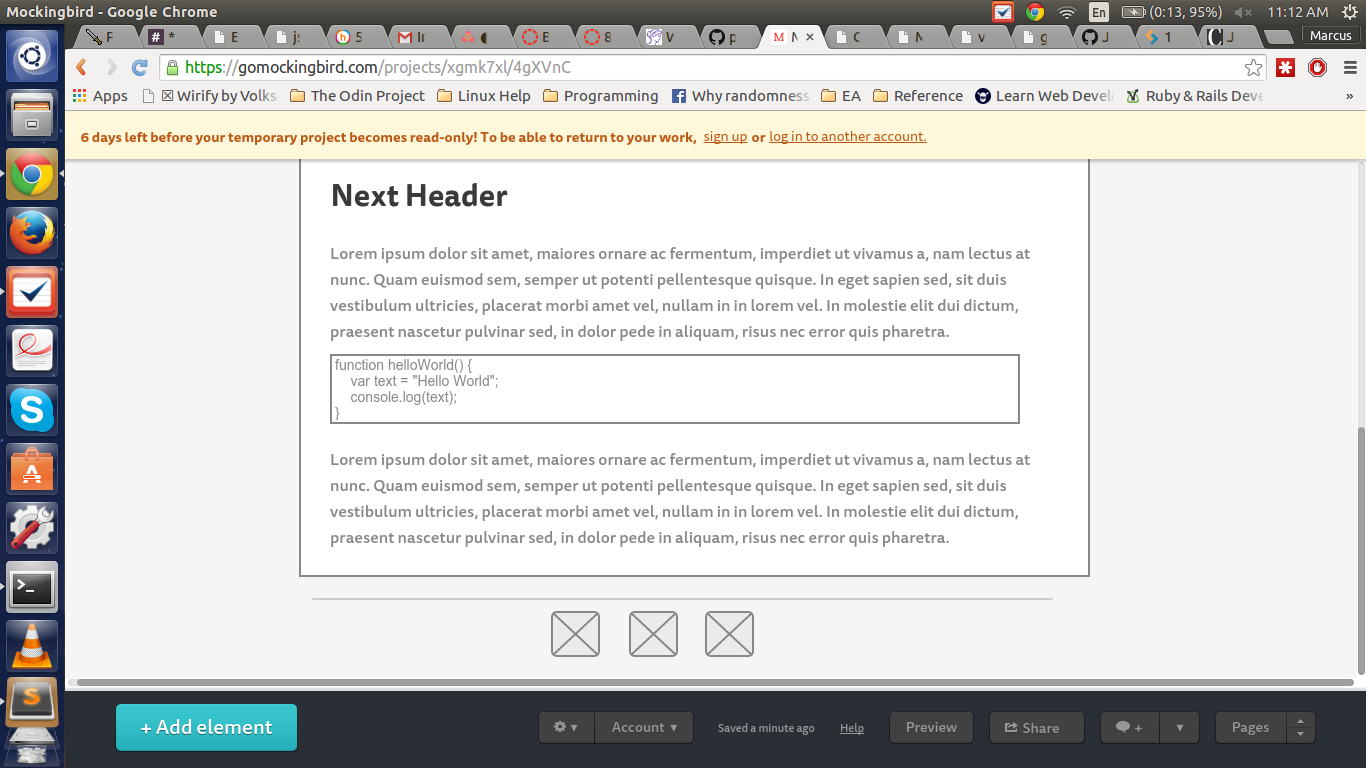 Mockingbird - Google Chrome
En
(0:13, 95%)
11:12 AM
F
# *
E
js
5
Ir
B
8
V
p
M N ×
C
N
v
g
J
1
J
Marcus
https://gomockingbird.com/projects/xgmk7xl/4gXVnC
Apps
Wirify by Volks
The Odin Project
Linux Help
Programming
Why randomness
EA
Reference
Learn Web Devel
Ruby & Rails Deve
»
6 days left before your temporary project becomes read-only! To be able to return to your work, sign up or log in to another account.
Next Header
Lorem ipsum dolor sit amet, maiores ornare ac fermentum, imperdiet ut vivamus a, nam lectus at
nunc. Quam euismod sem, semper ut potenti pellentesque quisque. In eget sapien sed, sit duis
vestibulum ultricies, placerat morbi amet vel, nullam in in lorem vel. In molestie elit dui dictum,
praesent nascetur pulvinar sed, in dolor pede in aliquam, risus nec error quis pharetra.
function helloWorld() {
var text = "Hello World";
console.log(text);
}
Lorem ipsum dolor sit amet, maiores ornare ac fermentum, imperdiet ut vivamus a, nam lectus at
nunc. Quam euismod sem, semper ut potenti pellentesque quisque. In eget sapien sed, sit duis
vestibulum ultricies, placerat morbi amet vel, nullam in in lorem vel. In molestie elit dui dictum,
praesent nascetur pulvinar sed, in dolor pede in aliquam, risus nec error quis pharetra.
+ Add element
Account
Saved a minute ago
Help
Preview
Share
+
Pages